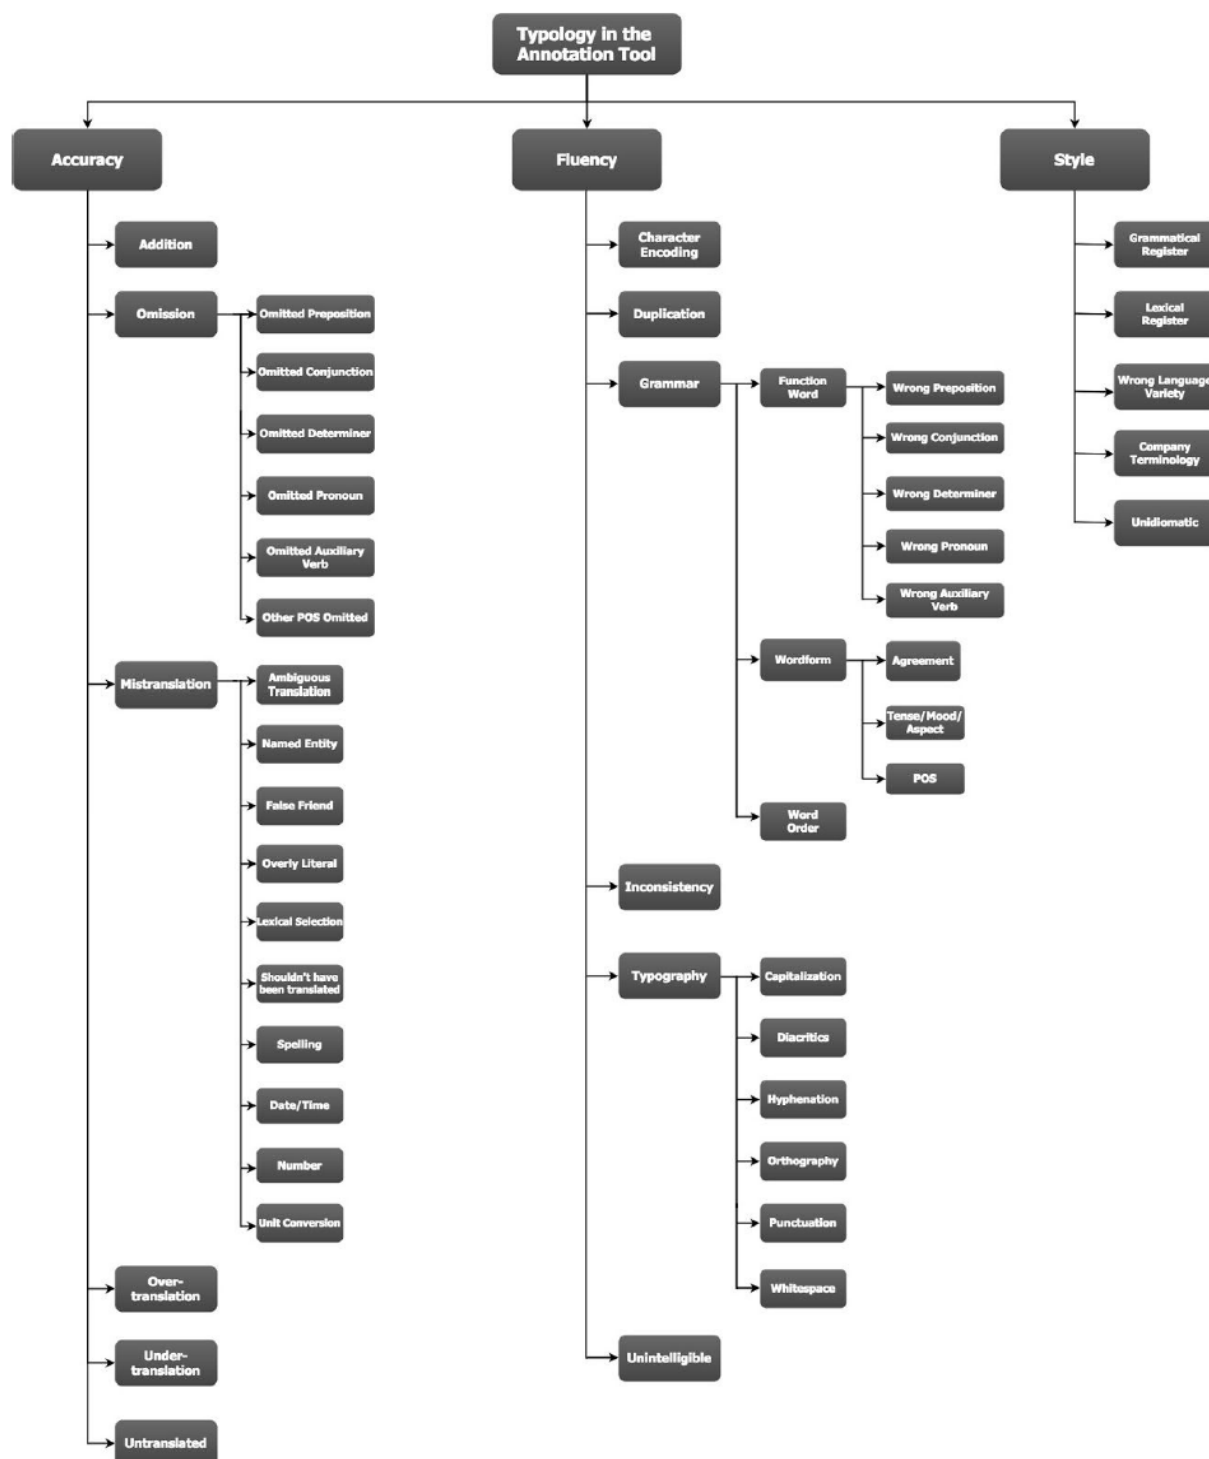 Typology in the
Annotation Tool
Accuracy
Addition
Omission
Omitted Preposition
Omitted Conjunction
Omitted Determiner
Omitted Pronoun
Omitted Auxiliary
Verb
Other POS Omitted
Mistranslation
Ambiguous
Translation
Named Entity
False Friend
Overly Literal
Lexical Selection
Shouldn't have
been translated
Spelling
Date/Time
Number
Unit Conversion
Over-
translation
Under-
translation
Untranslated
Fluency
Character
Encoding
Duplication
Grammar
Function
Word
Wrong Preposition
Wrong Conjunction
Wrong Determiner
Wrong Pronoun
Wrong Auxiliary
Verb
Wordform
Agreement
Tense/Mood/
Aspect
POS
Word
Order
Inconsistency
Typography
Capitalization
Diacritics
Hyphenation
Orthography
Punctuation
Whitespace
Unintelligible
Style
Grammatical
Register
Lexical
Register
Wrong Language
Variety
Company
Terminology
Unidiomatic